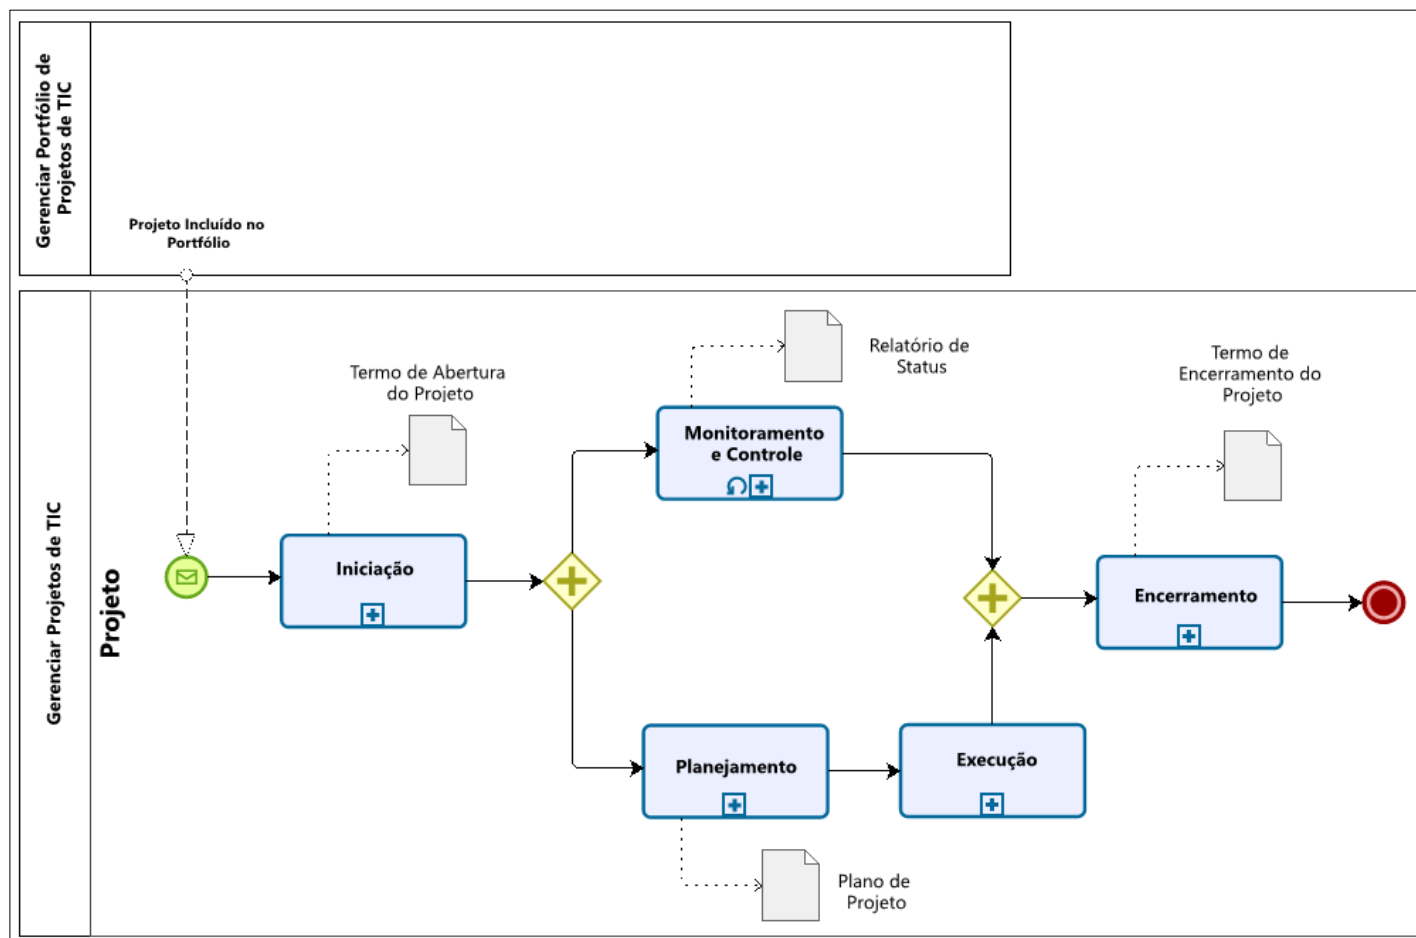 Gerenciar Portfólio de
Projetos de TIC
Projeto Incluído no
Portfólio
Gerenciar Projetos de TIC
Projeto
Termo de Abertura
do Projeto
Iniciação
Relatório de
Status
Monitoramento
e Controle
Planejamento
Plano de
Projeto
Execução
Termo de
Encerramento do
Projeto
Encerramento